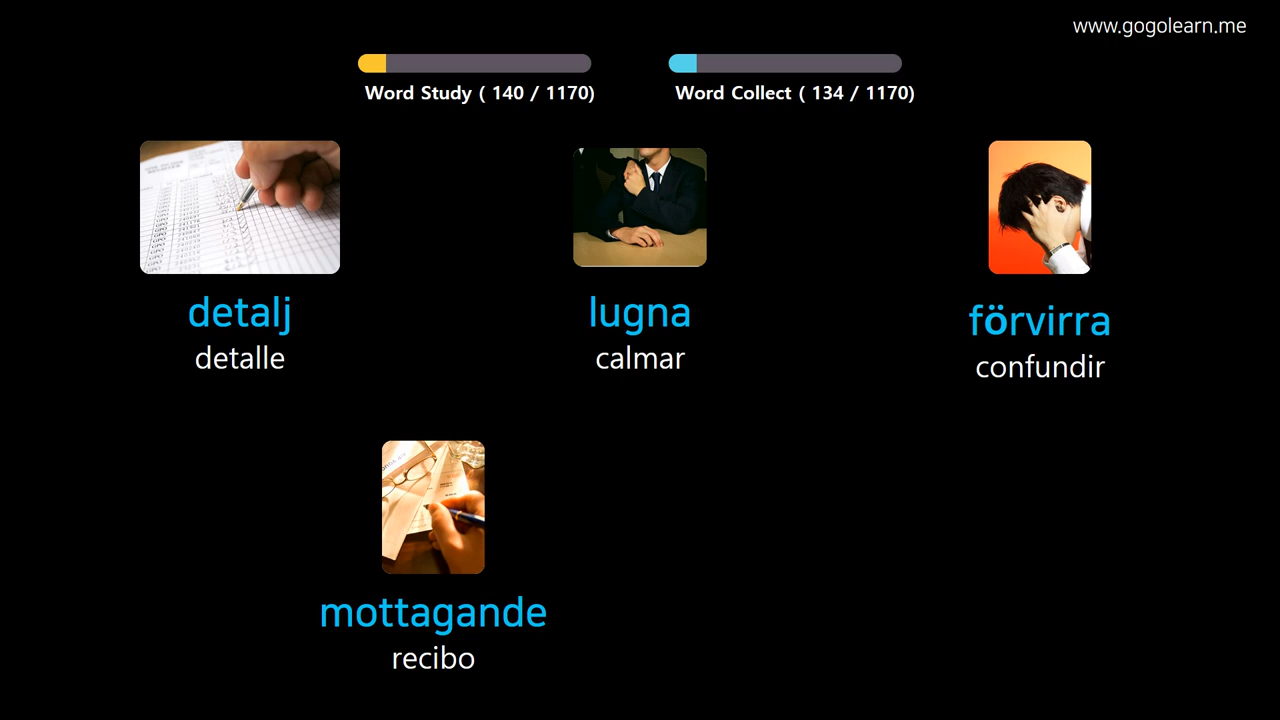 www.gogolearn.me
Word Study ( 140 / 1170)
Word Collect ( 134 / 1170)
detalj
detalle
lugna
calmar
förvirra
confundir
mottagande
recibo